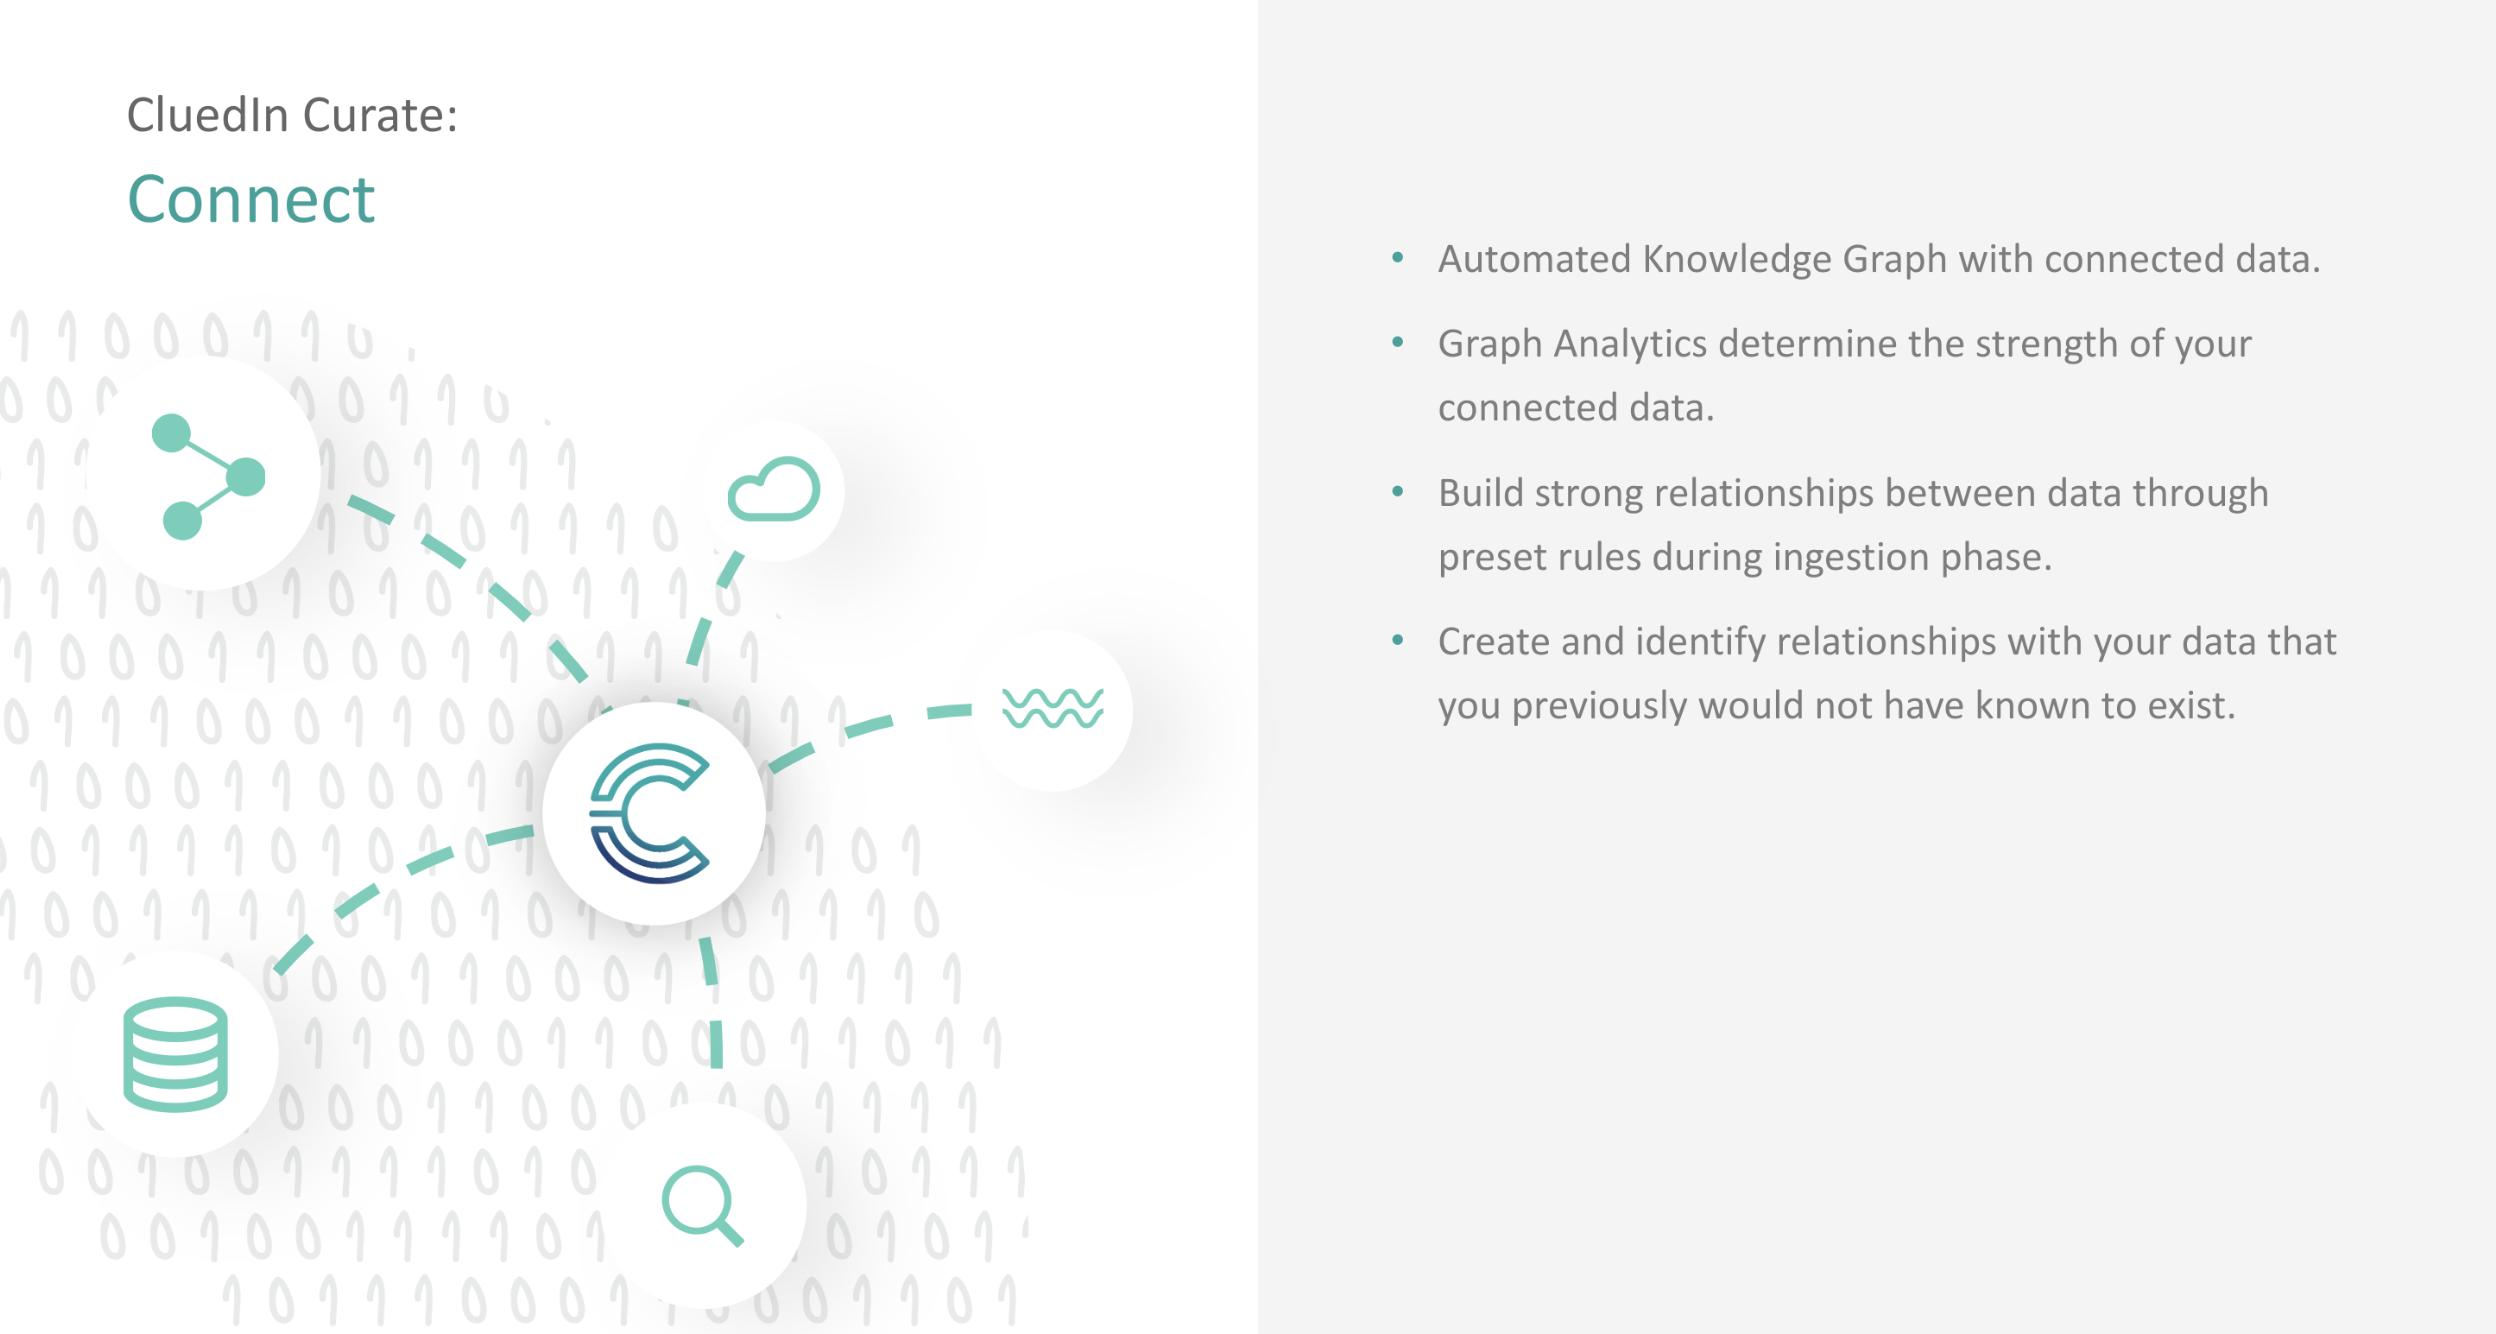 CluedIn Curate:
Connect
• Automated Knowledge Graph with connected data.
• Graph Analytics determine the strength of your
connected data.
• Build strong relationships between data through
preset rules during ingestion phase.
• Create and identify relationships with your data that
you previously would not have known to exist.